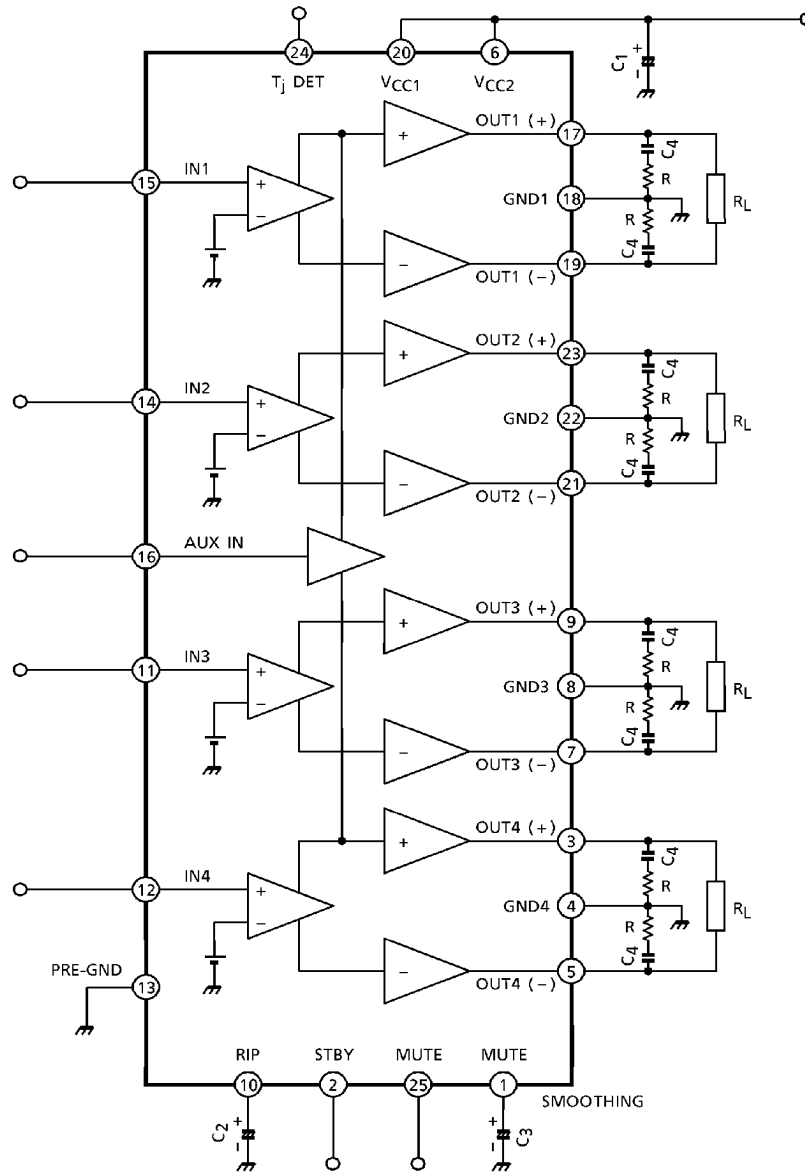 24 20 6
Tj DET VCC1 VCC2
C1 + −
15 IN1 + −
+ OUT1 (+) 17
C4 R
GND1 18
R C4
RL
− OUT1 (−) 19
14 IN2 + −
+ OUT2 (+) 23
C4 R
GND2 22
R C4
RL
− OUT2 (−) 21
16 AUX IN
11 IN3 + −
+ OUT3 (+) 9
C4 R
GND3 8
R C4
RL
− OUT3 (−) 7
12 IN4 + −
+ OUT4 (+) 3
C4 R
GND4 4
R C4
RL
− OUT4 (−) 5
PRE-GND
13
RIP STBY MUTE MUTE
10 2 25 1
SMOOTHING
C2 + −
+ − C3